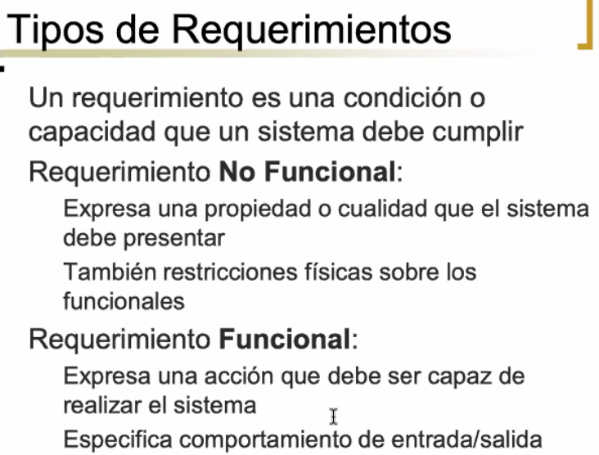 Tipos de Requerimientos
Un requerimiento es una condición o
capacidad que un sistema debe cumplir
Requerimiento No Funcional:
Expresa una propiedad o cualidad que el sistema
debe presentar
También restricciones físicas sobre los
funcionales
Requerimiento Funcional:
Expresa una acción que debe ser capaz de
realizar el sistema
Especifica comportamiento de entrada/salida